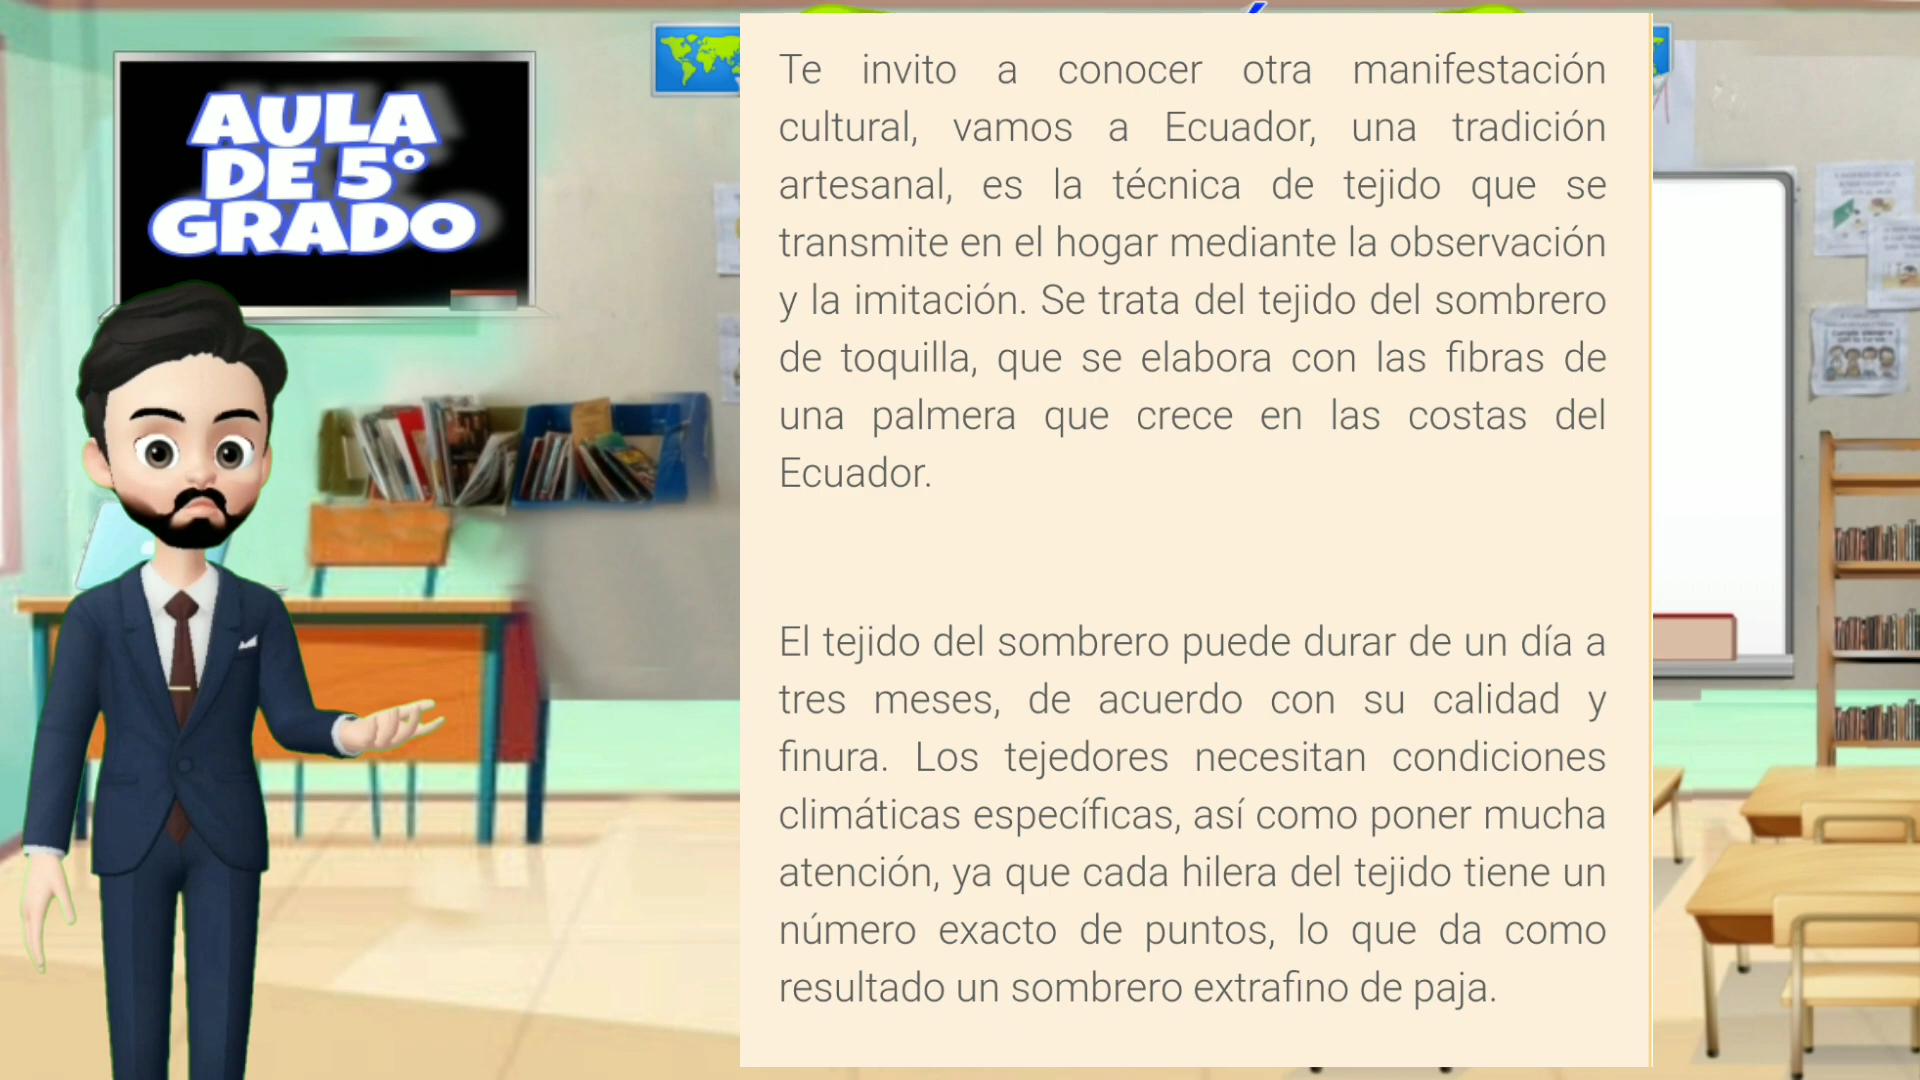 AULA
DE 5º
GRADO
Te invito a conocer otra manifestación
cultural, vamos a Ecuador, una tradición
artesanal, es la técnica de tejido que se
transmite en el hogar mediante la observación
y la imitación. Se trata del tejido del sombrero
de toquilla, que se elabora con las fibras de
una palmera que crece en las costas del
Ecuador.
El tejido del sombrero puede durar de un día a
tres meses, de acuerdo con su calidad y
finura. Los tejedores necesitan condiciones
climáticas específicas, así como poner mucha
atención, ya que cada hilera del tejido tiene un
número exacto de puntos, lo que da como
resultado un sombrero extrafino de paja.